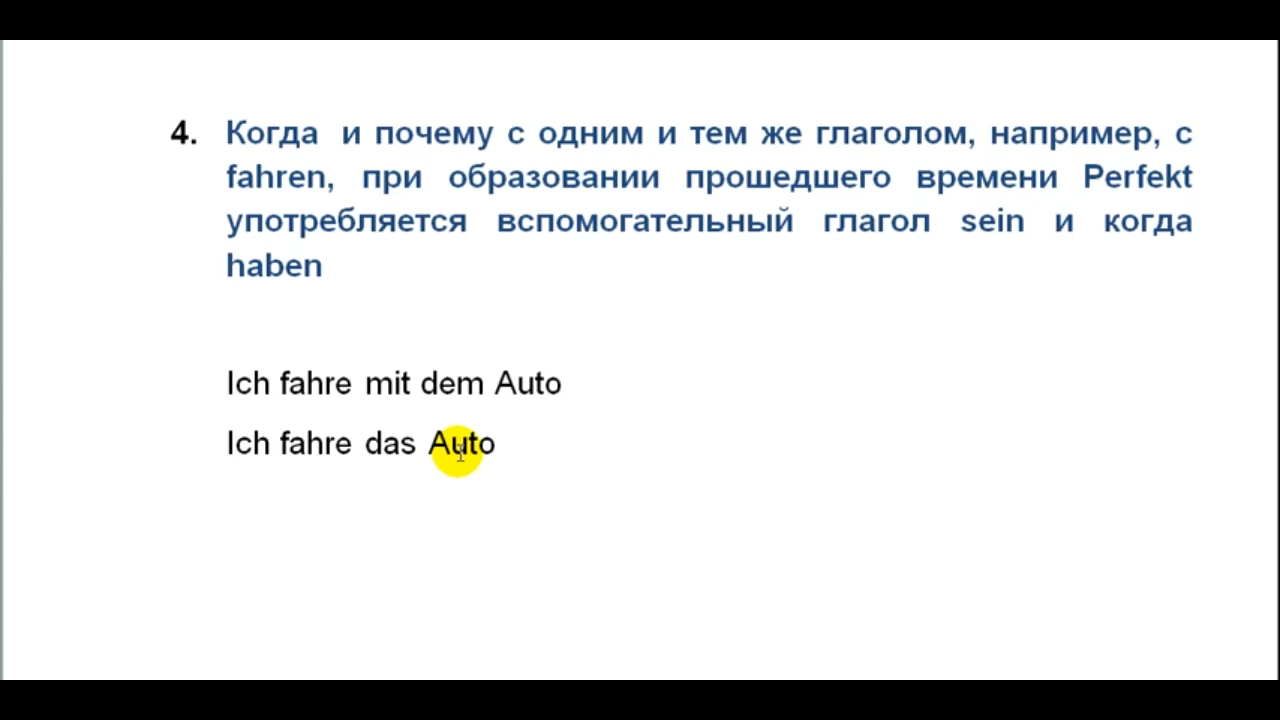 4. Когда и почему с одним и тем же глаголом, например, с
fahren, при образовании прошедшего времени Perfekt
употребляется вспомогательный глагол sein и когда
haben
Ich fahre mit dem Auto
Ich fahre das Auto